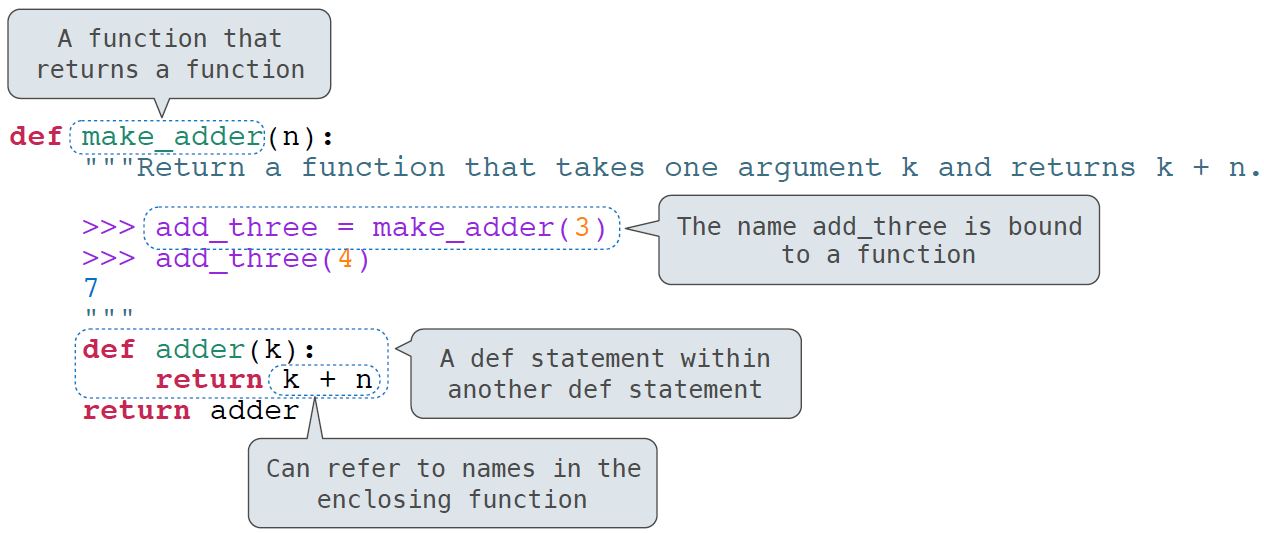 A function that
returns a function
def make_adder(n):
"""Return a function that takes one argument k and returns k + n.
>>> add_three = make_adder(3)
The name add_three is bound
to a function
>>> add_three(4)
7
"""
def adder(k):
return k + n
return adder
A def statement within
another def statement
Can refer to names in the
enclosing function